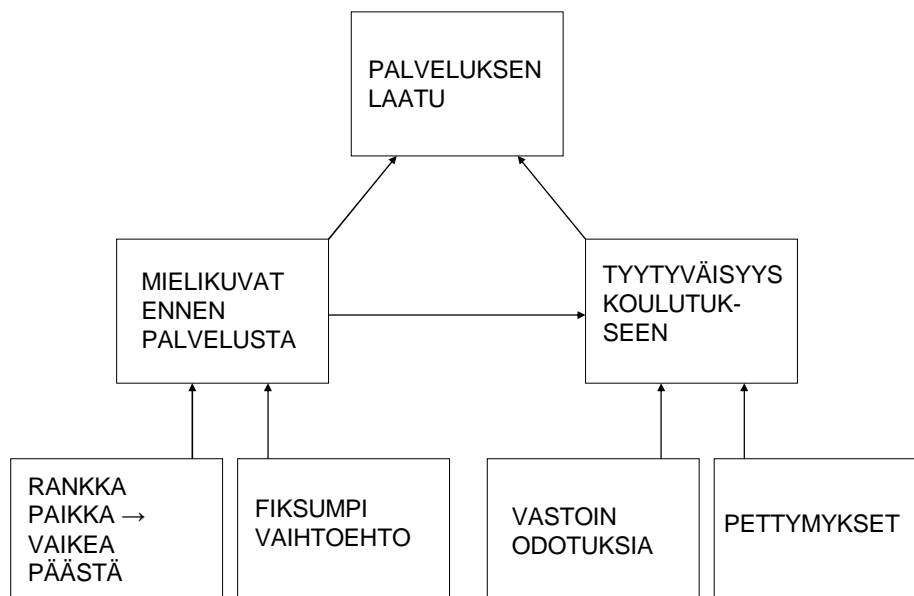 PALVELUKSEN
LAATU
MIELIKUVAT
ENNEN
PALVELUSTA
TYYTYVÄISYYS
KOULUTUK-
SEEN
RANKKA
PAIKKA →
VAIKEA
PÄÄSTÄ
FIKSUMPI
VAIHTOEHTO
VASTOIN
ODOTUKSIA
PETTYMYKSET